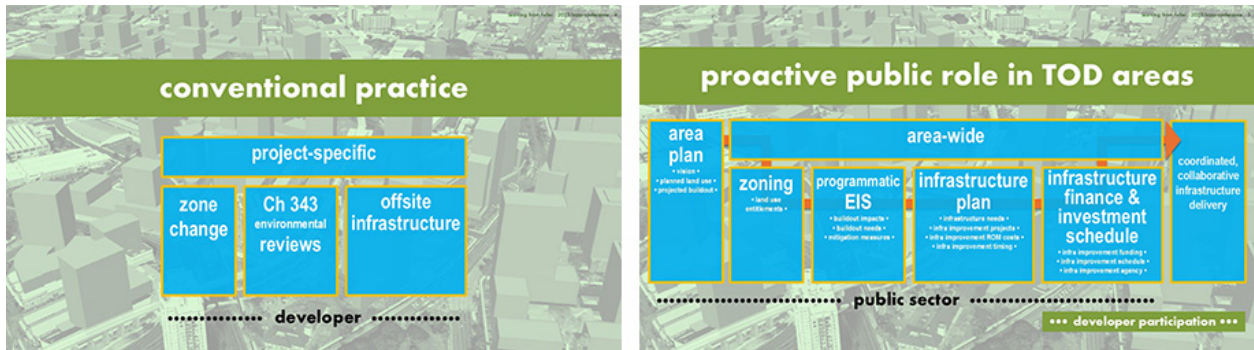 conventional practice
project-specific
zone
change
Ch 343
environmental
reviews
offsite
infrastructure
•••••••••••• developer ••••••••••••
proactive public role in TOD areas
area
plan
• vision •
• planned land use •
• projected buildout •
area-wide
zoning
• land use
entitlements •
programmatic
EIS
• buildout impacts •
• buildout needs •
• mitigation measures •
infrastructure
plan
• infrastructure needs •
• infra improvement projects •
• infra improvement ROM costs •
• infra improvement timing •
infrastructure
finance &
investment
schedule
• infra improvement funding •
• infra improvement schedule •
• infra improvement agency •
coordinated,
collaborative
infrastructure
delivery
public sector
••• developer participation •••